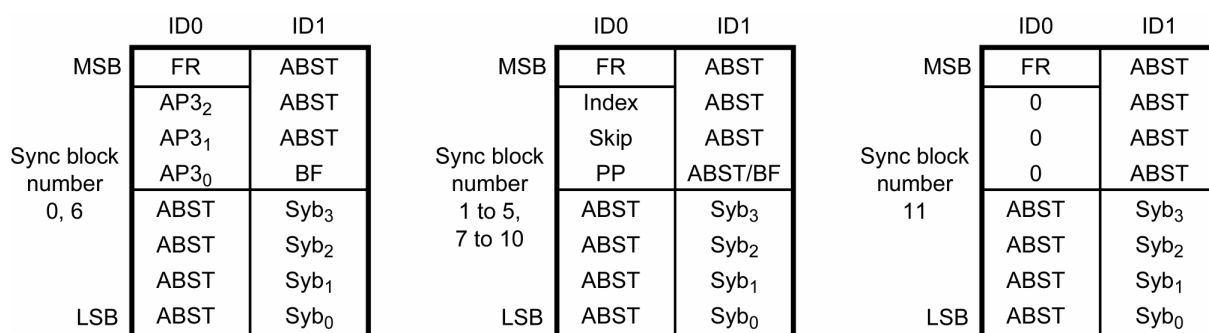 ID0 ID1
MSB FR ABST
AP3₂ ABST
AP3₁ ABST
AP3₀ BF
ABST Syb₃
ABST Syb₂
ABST Syb₁
LSB ABST Syb₀
Sync block
number
0, 6
ID0 ID1
MSB FR ABST
Index ABST
Skip ABST
PP ABST/BF
ABST Syb₃
ABST Syb₂
ABST Syb₁
LSB ABST Syb₀
Sync block
number
1 to 5,
7 to 10
ID0 ID1
MSB FR ABST
0 ABST
0 ABST
0 ABST
ABST Syb₃
ABST Syb₂
ABST Syb₁
LSB ABST Syb₀
Sync block
number
11